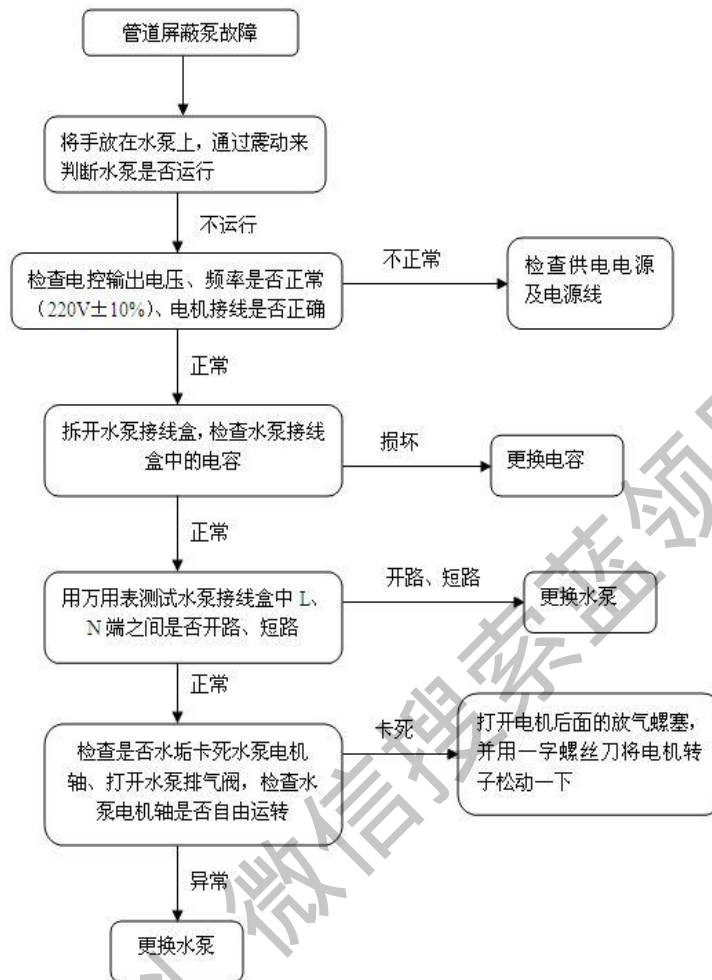 管道屏蔽泵故障
将手放在水泵上，通过震动来
判断水泵是否运行
不运行
检查电控输出电压、频率是否正常
（220V±10%）、电机接线是否正确
不正常
检查供电电源
及电源线
正常
拆开水泵接线盒，检查水泵接线
盒中的电容
损坏
更换电容
正常
用万用表测试水泵接线盒中 L、
N 端之间是否开路、短路
开路、短路
更换水泵
正常
检查是否水垢卡死水泵电机
轴、打开水泵排气阀，检查水
泵电机轴是否自由运转
卡死
打开电机后面的放气螺塞，
并用一字螺丝刀将电机转
子松动一下
异常
更换水泵
微信搜索蓝领